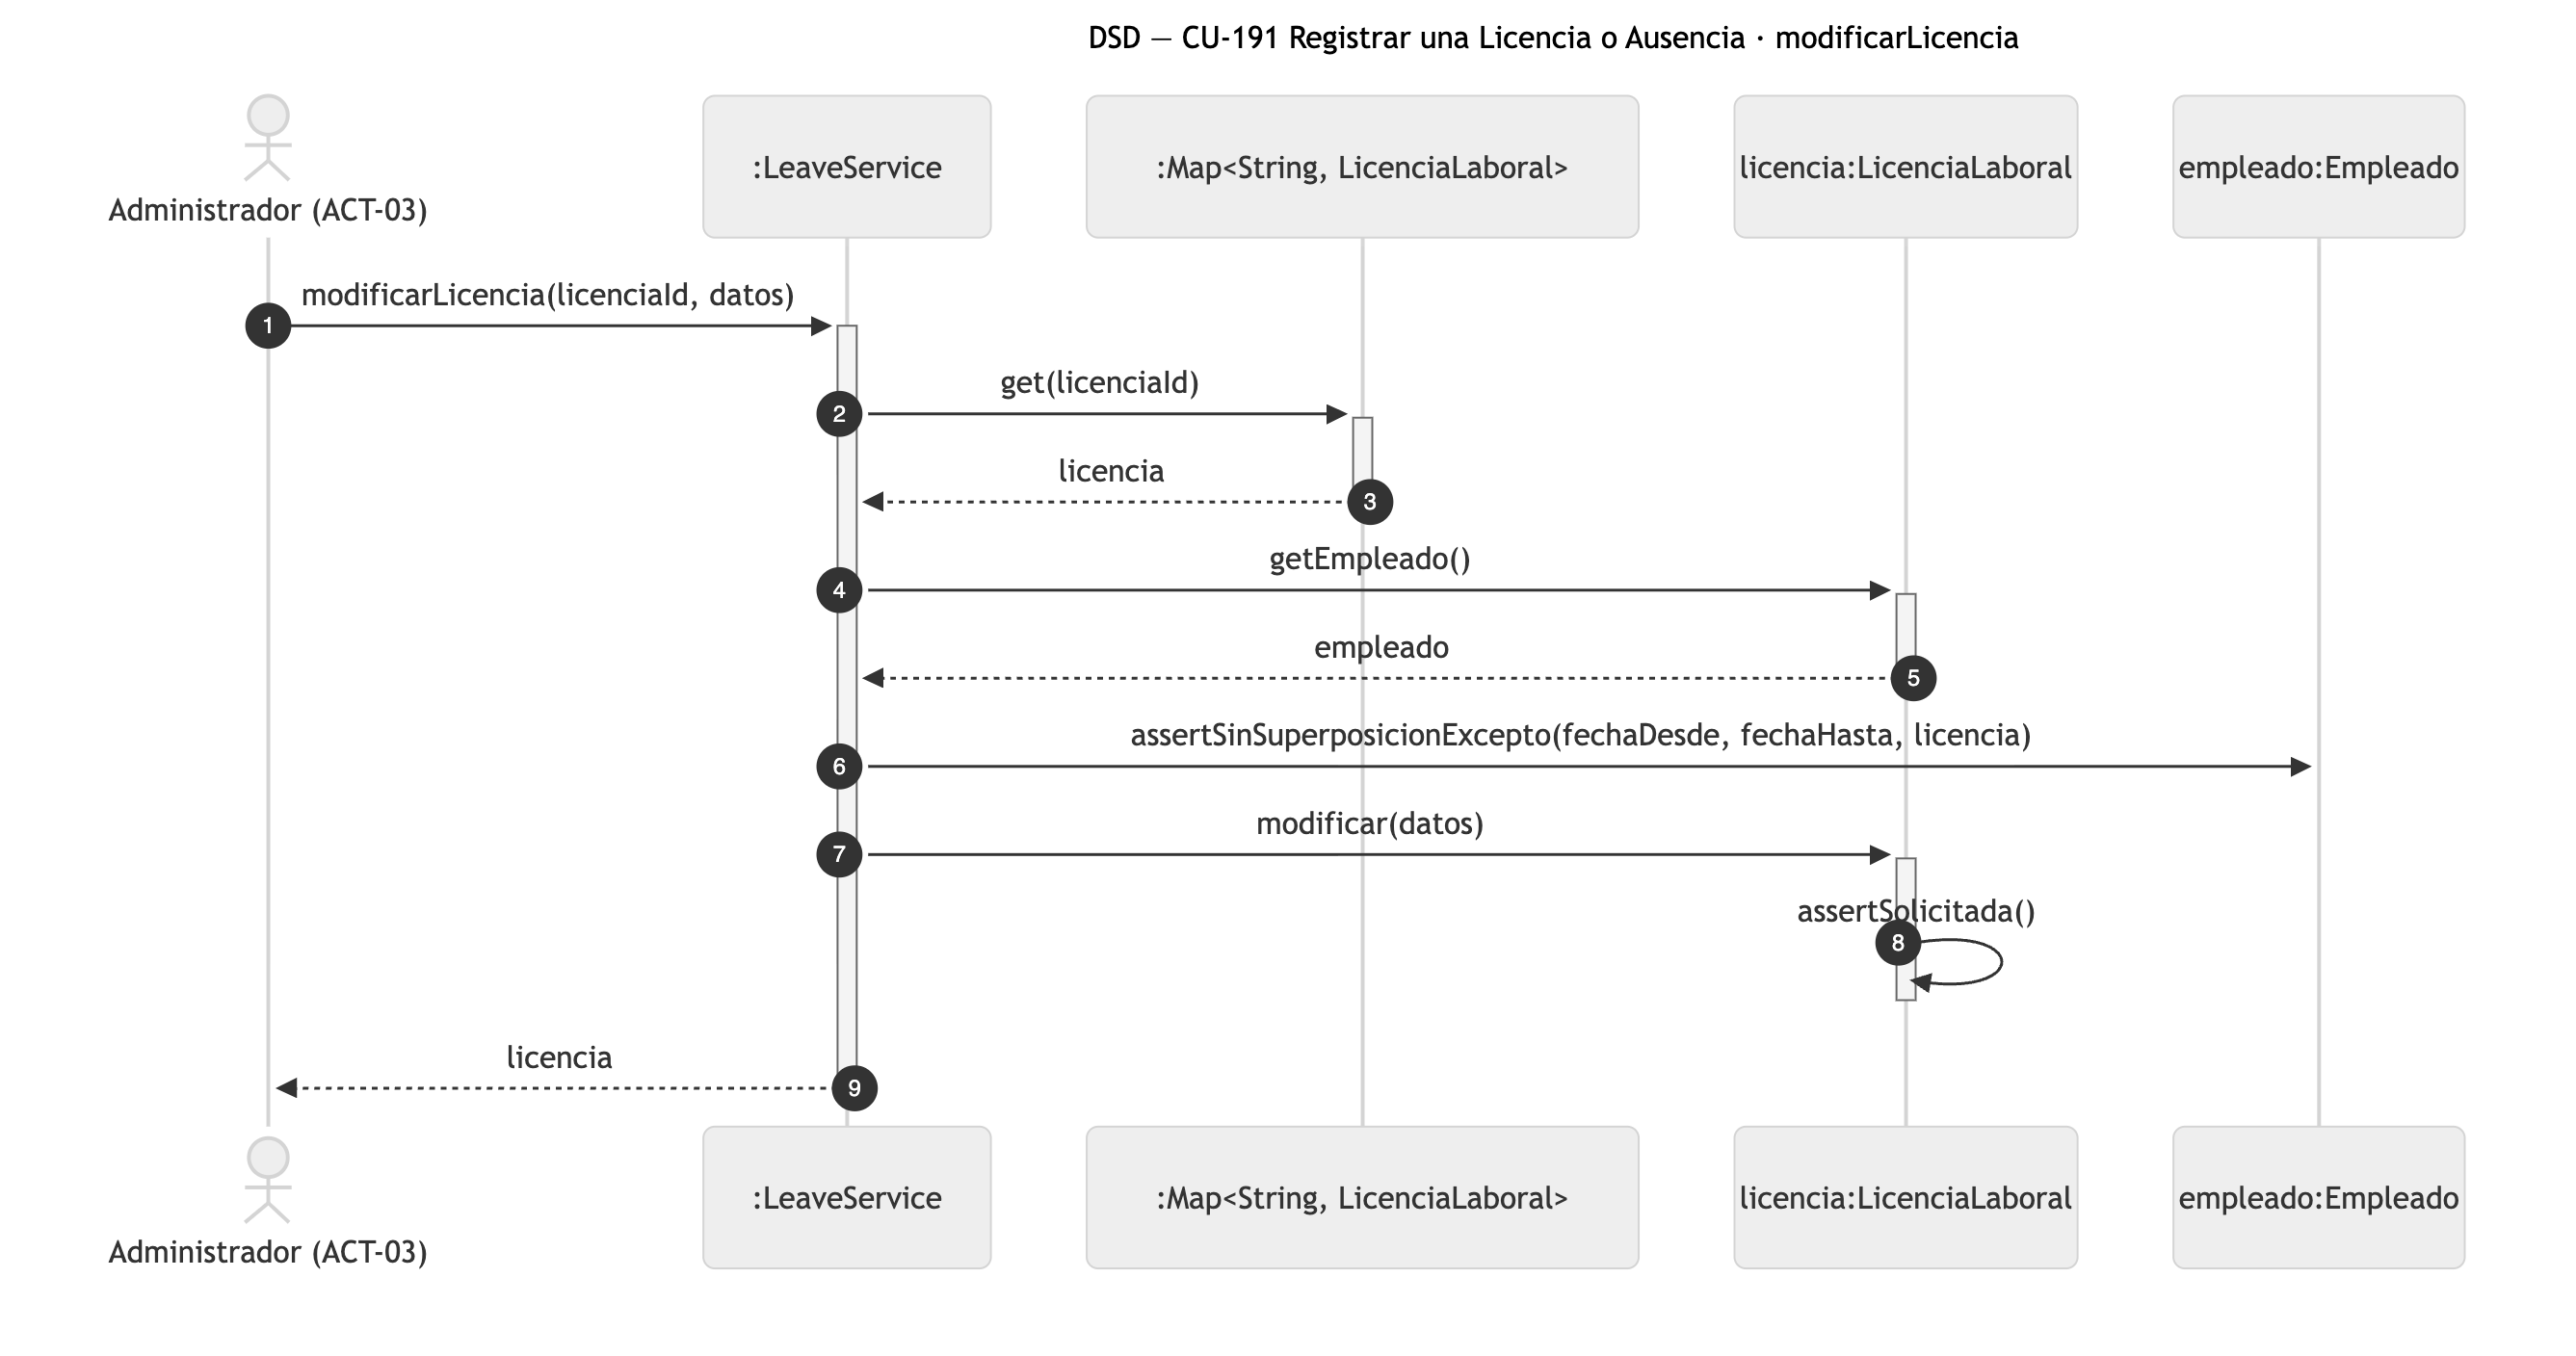 DSD — CU-191 Registrar una Licencia o Ausencia · modificarLicencia
Administrador (ACT-03)
:LeaveService
:Map<String, LicenciaLaboral>
licencia:LicenciaLaboral
empleado:Empleado
modificarLicencia(licenciaId, datos)
1
get(licenciaId)
2
licencia
3
getEmpleado()
4
empleado
5
assertSinSuperposicionExcepto(fechaDesde, fechaHasta, licencia)
6
modificar(datos)
7
assertSolicitada()
8
licencia
9
Administrador (ACT-03)
:LeaveService
:Map<String, LicenciaLaboral>
licencia:LicenciaLaboral
empleado:Empleado